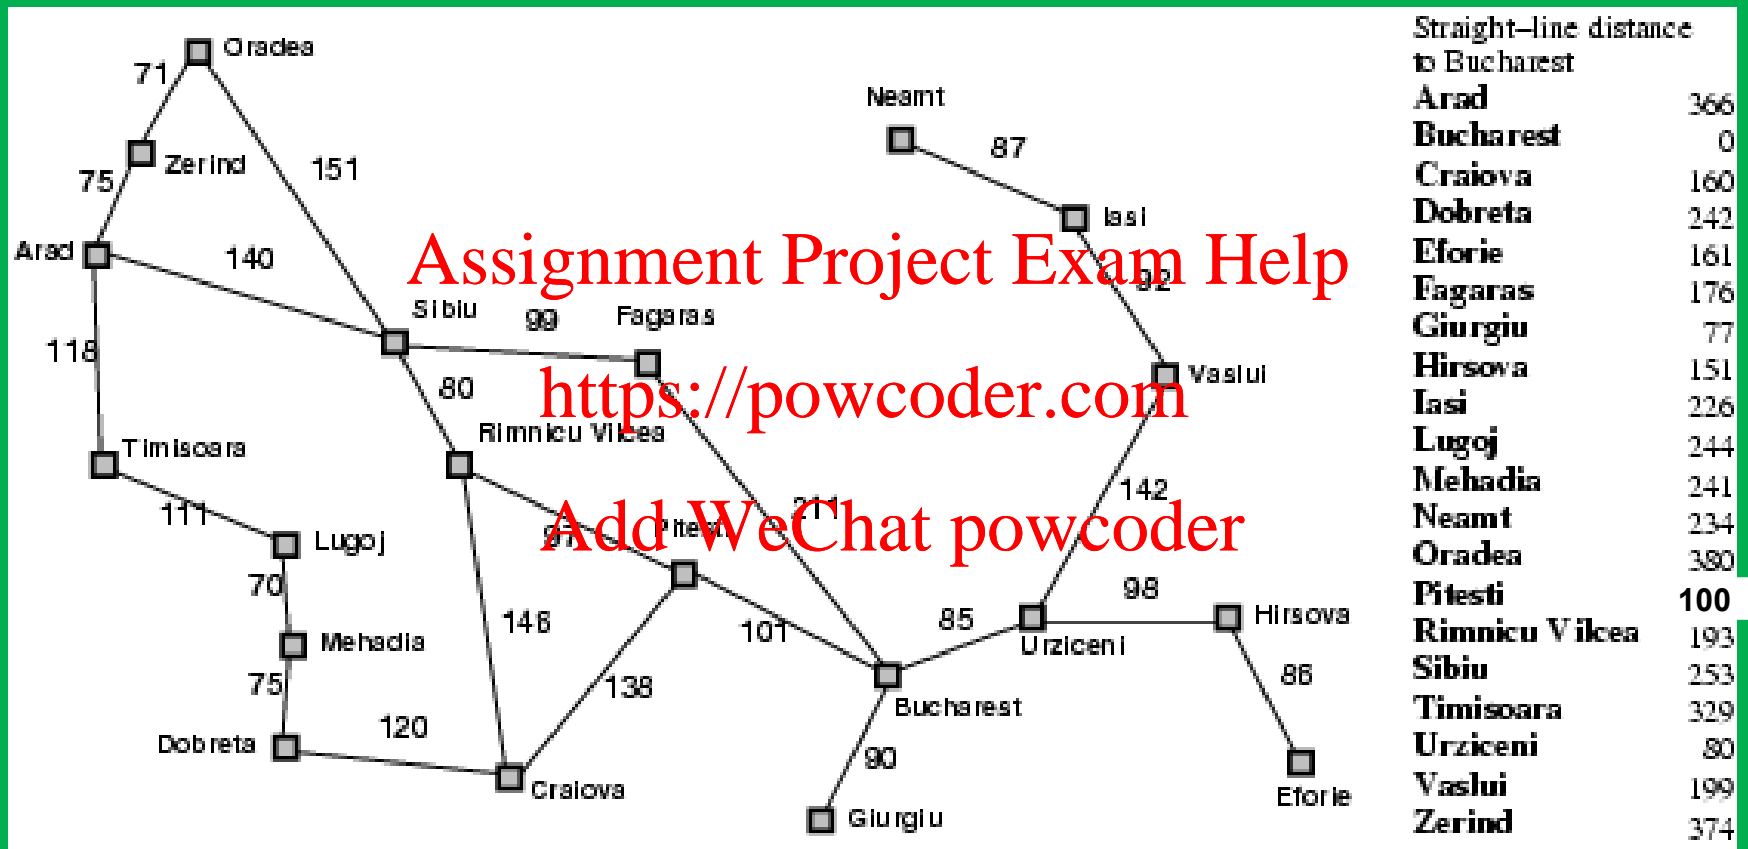 Oradea
71
Neamt
87
Zerind
151
75
Iasi
Arad
140
92
Sibiu
99
Fagaras
118
80
Vaslui
Rimnicu Vilcea
Timisoara
142
211
111
97
Pitesti
Lugoj
70
98
Hirsova
85
146
101
Urziceni
Mehadia
86
75
138
Bucharest
120
Dobreta
90
Craiova
Eforie
Giurgiu
Assignment Project Exam Help
https://powcoder.com
Add WeChat powcoder
Straight-line distance
to Bucharest
Arad 366
Bucharest 0
Craiova 160
Dobreta 242
Eforie 161
Fagaras 176
Giurgiu 77
Hirsova 151
Iasi 226
Lugoj 244
Mehadia 241
Neamt 234
Oradea 380
Pitesti 100
Rimnicu Vilcea 193
Sibiu 253
Timisoara 329
Urziceni 80
Vaslui 199
Zerind 374